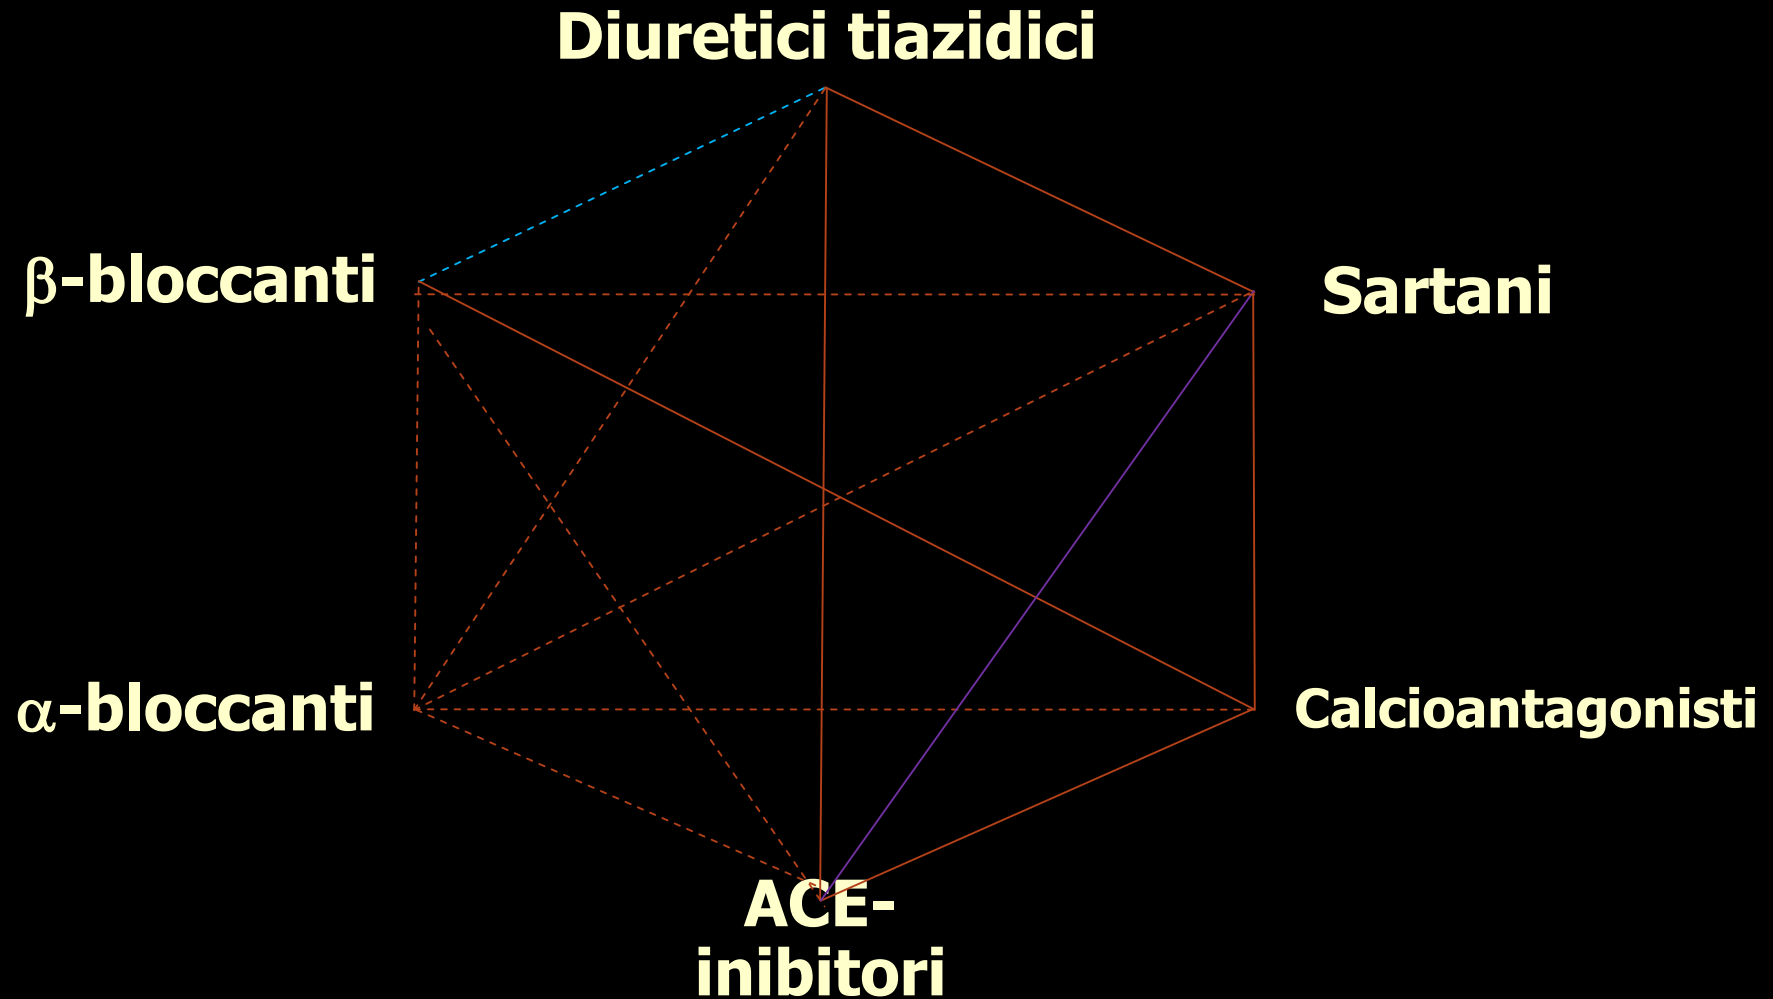 Diuretici tiazidici
β-bloccanti
Sartani
α-bloccanti
Calcioantagonisti
ACE-
inibitori